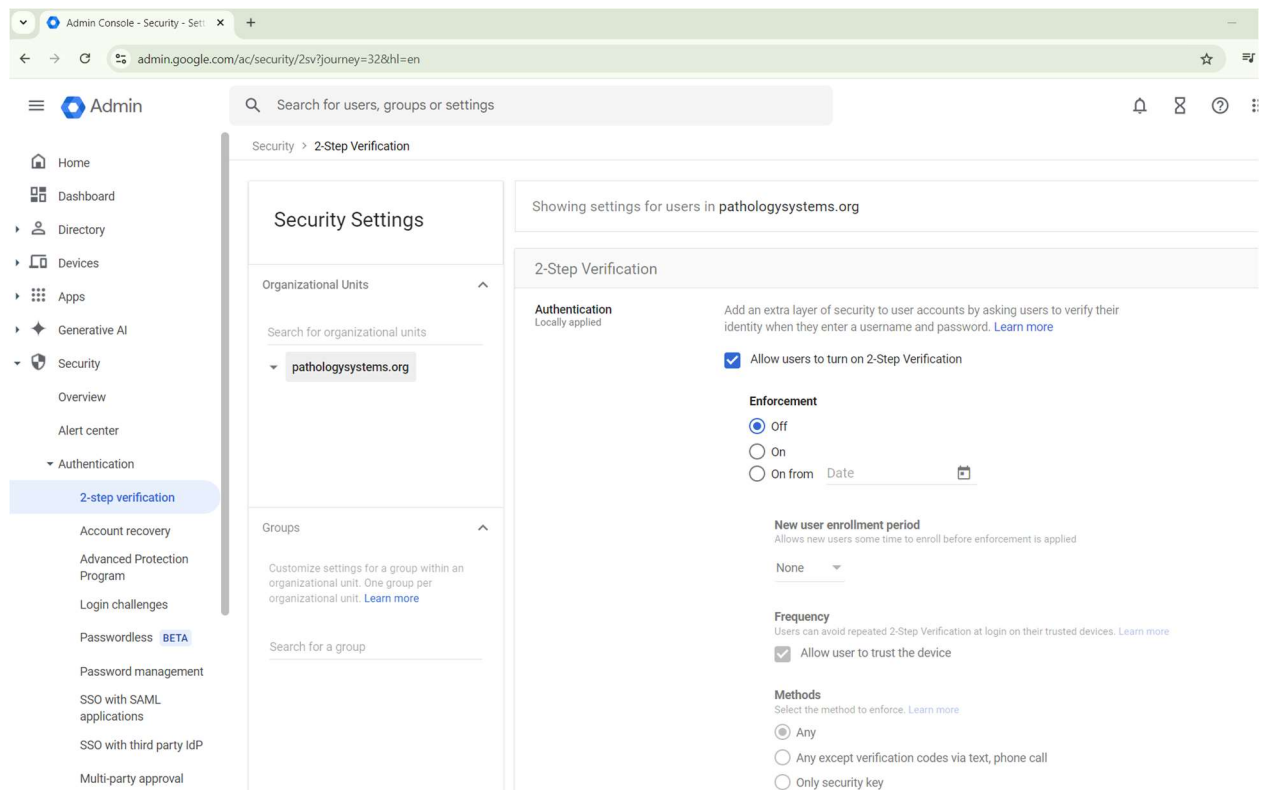 Admin Console - Security - Sett
admin.google.com/ac/security/2sv?journey=32&hl=en
Admin
Search for users, groups or settings
Home
Dashboard
Directory
Devices
Apps
Generative AI
Security
Overview
Alert center
Authentication
2-step verification
Account recovery
Advanced Protection
Program
Login challenges
Passwordless BETA
Password management
SSO with SAML
applications
SSO with third party IdP
Multi-party approval
Security > 2-Step Verification
Security Settings
Organizational Units
Search for organizational units
pathologysystems.org
Groups
Customize settings for a group within an
organizational unit. One group per
organizational unit. Learn more
Search for a group
Showing settings for users in pathologysystems.org
2-Step Verification
Authentication
Locally applied
Add an extra layer of security to user accounts by asking users to verify their
identity when they enter a username and password. Learn more
Allow users to turn on 2-Step Verification
Enforcement
Off
On
On from Date
New user enrollment period
Allows new users some time to enroll before enforcement is applied
None
Frequency
Users can avoid repeated 2-Step Verification at login on their trusted devices. Learn more
Allow user to trust the device
Methods
Select the method to enforce. Learn more
Any
Any except verification codes via text, phone call
Only security key